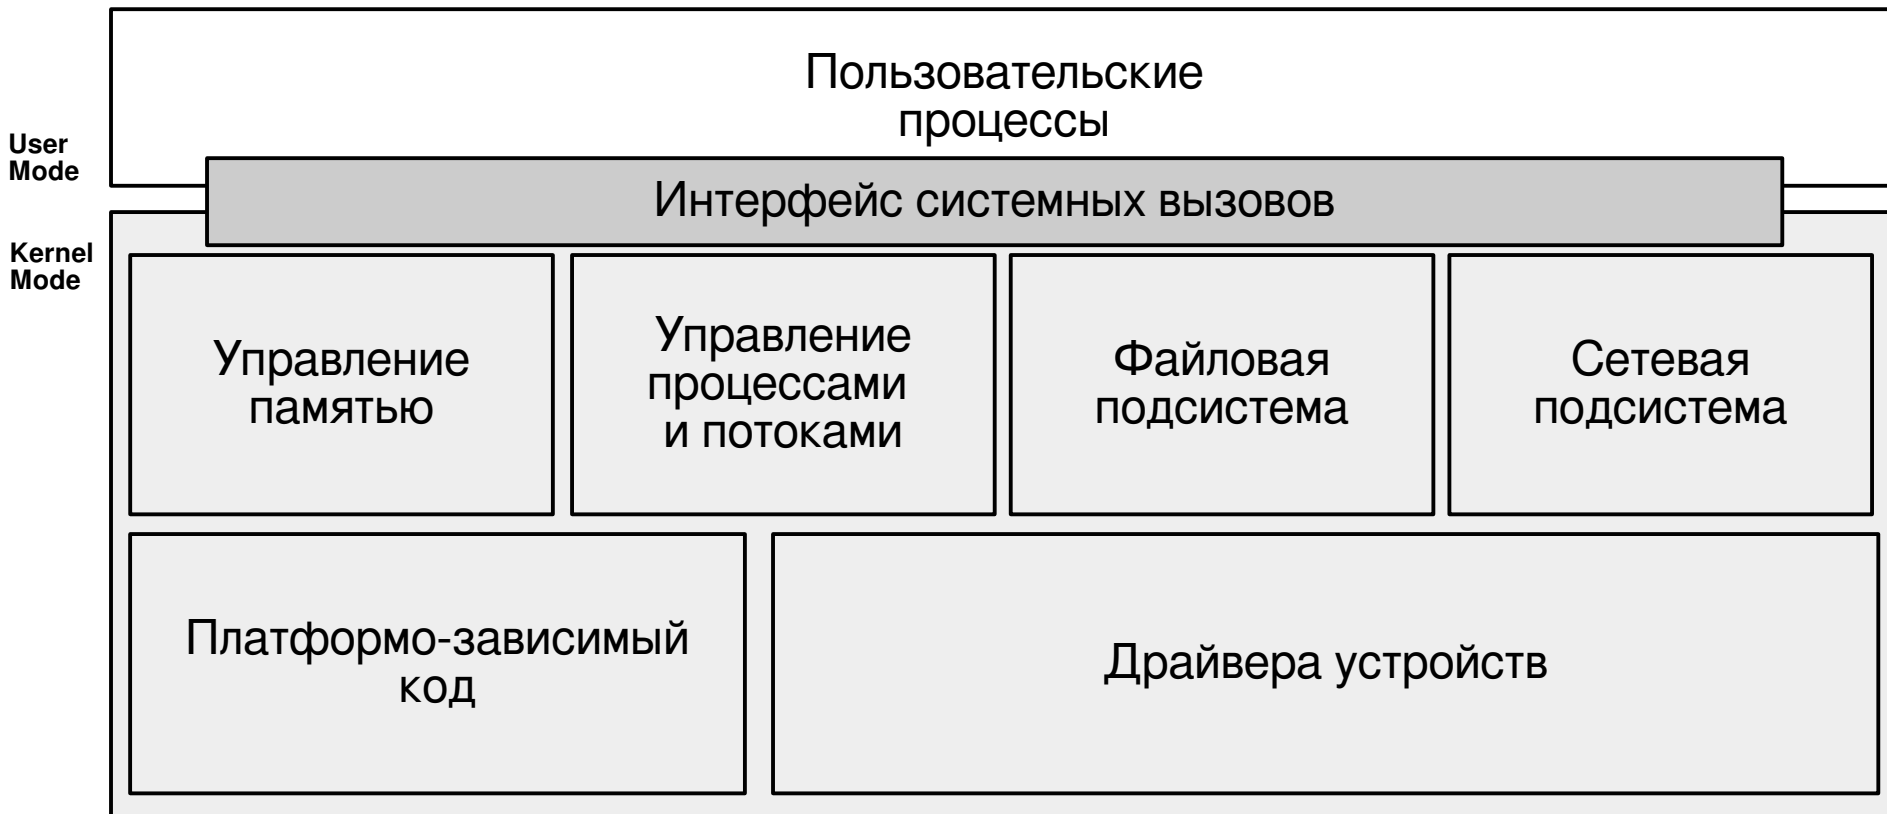 Пользовательские
процессы
User
Mode
Интерфейс системных вызовов
Kernel
Mode
Управление
памятью
Управление
процессами
и потоками
Файловая
подсистема
Сетевая
подсистема
Платформо-зависимый
код
Драйвера устройств